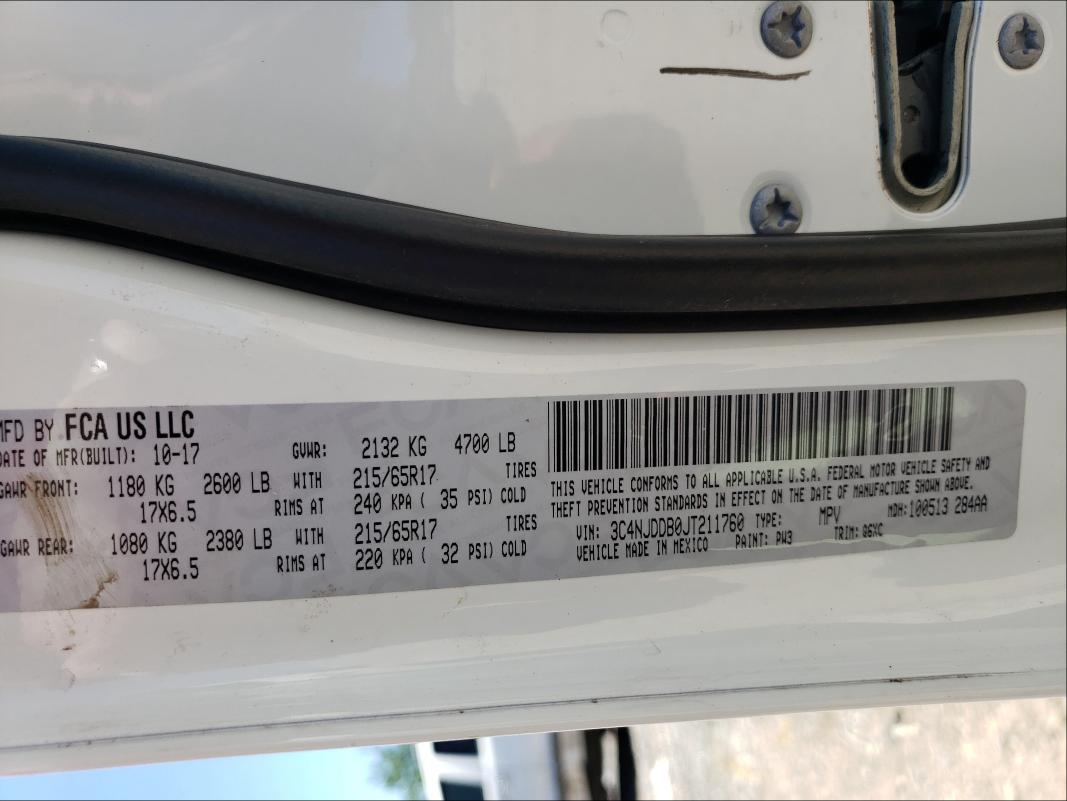 MFD BY FCA US LLC
DATE OF MFR(BUILT): 10-17 GVWR: 2132 KG 4700 LB
GAWR FRONT: 1180 KG 2600 LB WITH 215/65R17 TIRES
17X6.5 RIMS AT 240 KPA ( 35 PSI) COLD
GAWR REAR: 1080 KG 2380 LB WITH 215/65R17 TIRES
17X6.5 RIMS AT 220 KPA ( 32 PSI) COLD
THIS VEHICLE CONFORMS TO ALL APPLICABLE U.S.A. FEDERAL MOTOR VEHICLE SAFETY AND
THEFT PREVENTION STANDARDS IN EFFECT ON THE DATE OF MANUFACTURE SHOWN ABOVE.
VIN: 3C4NJDDB0JT211760 TYPE: MPV MDH:100513 284AA
VEHICLE MADE IN MEXICO PAINT: PW3 TRIM: G6XC